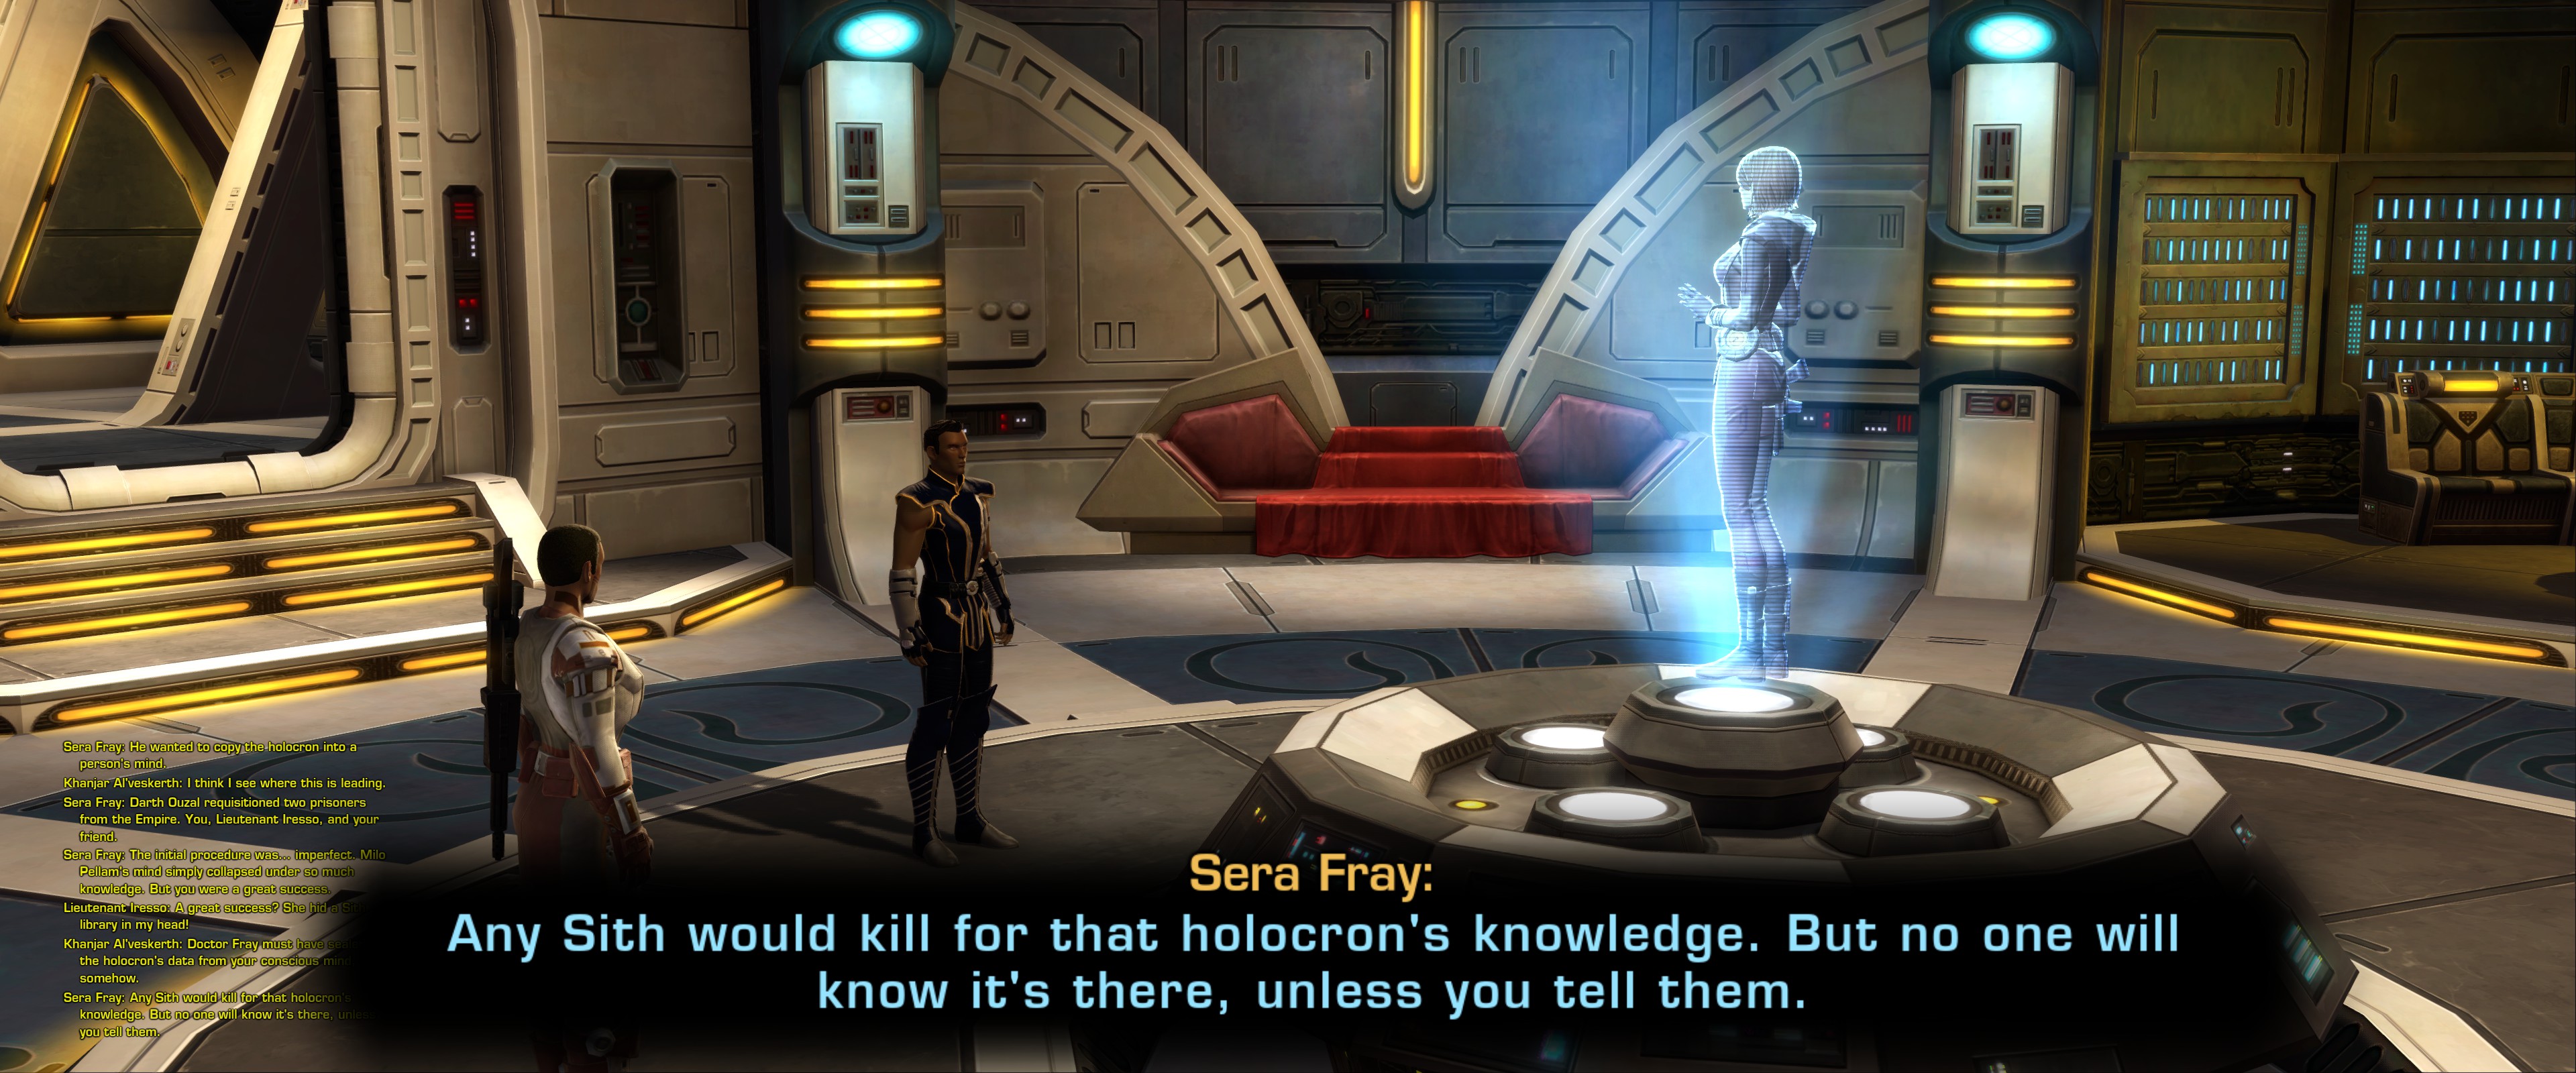 Sera Fray: He wanted to copy the holocron into a
person's mind.
Khanjar Al'veskerth: I think I see where this is leading.
Sera Fray: Darth Ouzal requisitioned two prisoners
from the Empire. You, Lieutenant Iresso, and your
friend.
Sera Fray: The initial procedure was... imperfect. Milo
Pellam's mind simply collapsed under so much
knowledge. But you were a great success.
Lieutenant Iresso: A great success? She hid a Sith
library in my head!
Khanjar Al'veskerth: Doctor Fray must have
the holocron's data from your conscious mind
somehow.
Sera Fray: Any Sith would kill for that holocron's
knowledge. But no one will know it's there, unless
you tell them.
Sera Fray:
Any Sith would kill for that holocron's knowledge. But no one will
know it's there, unless you tell them.